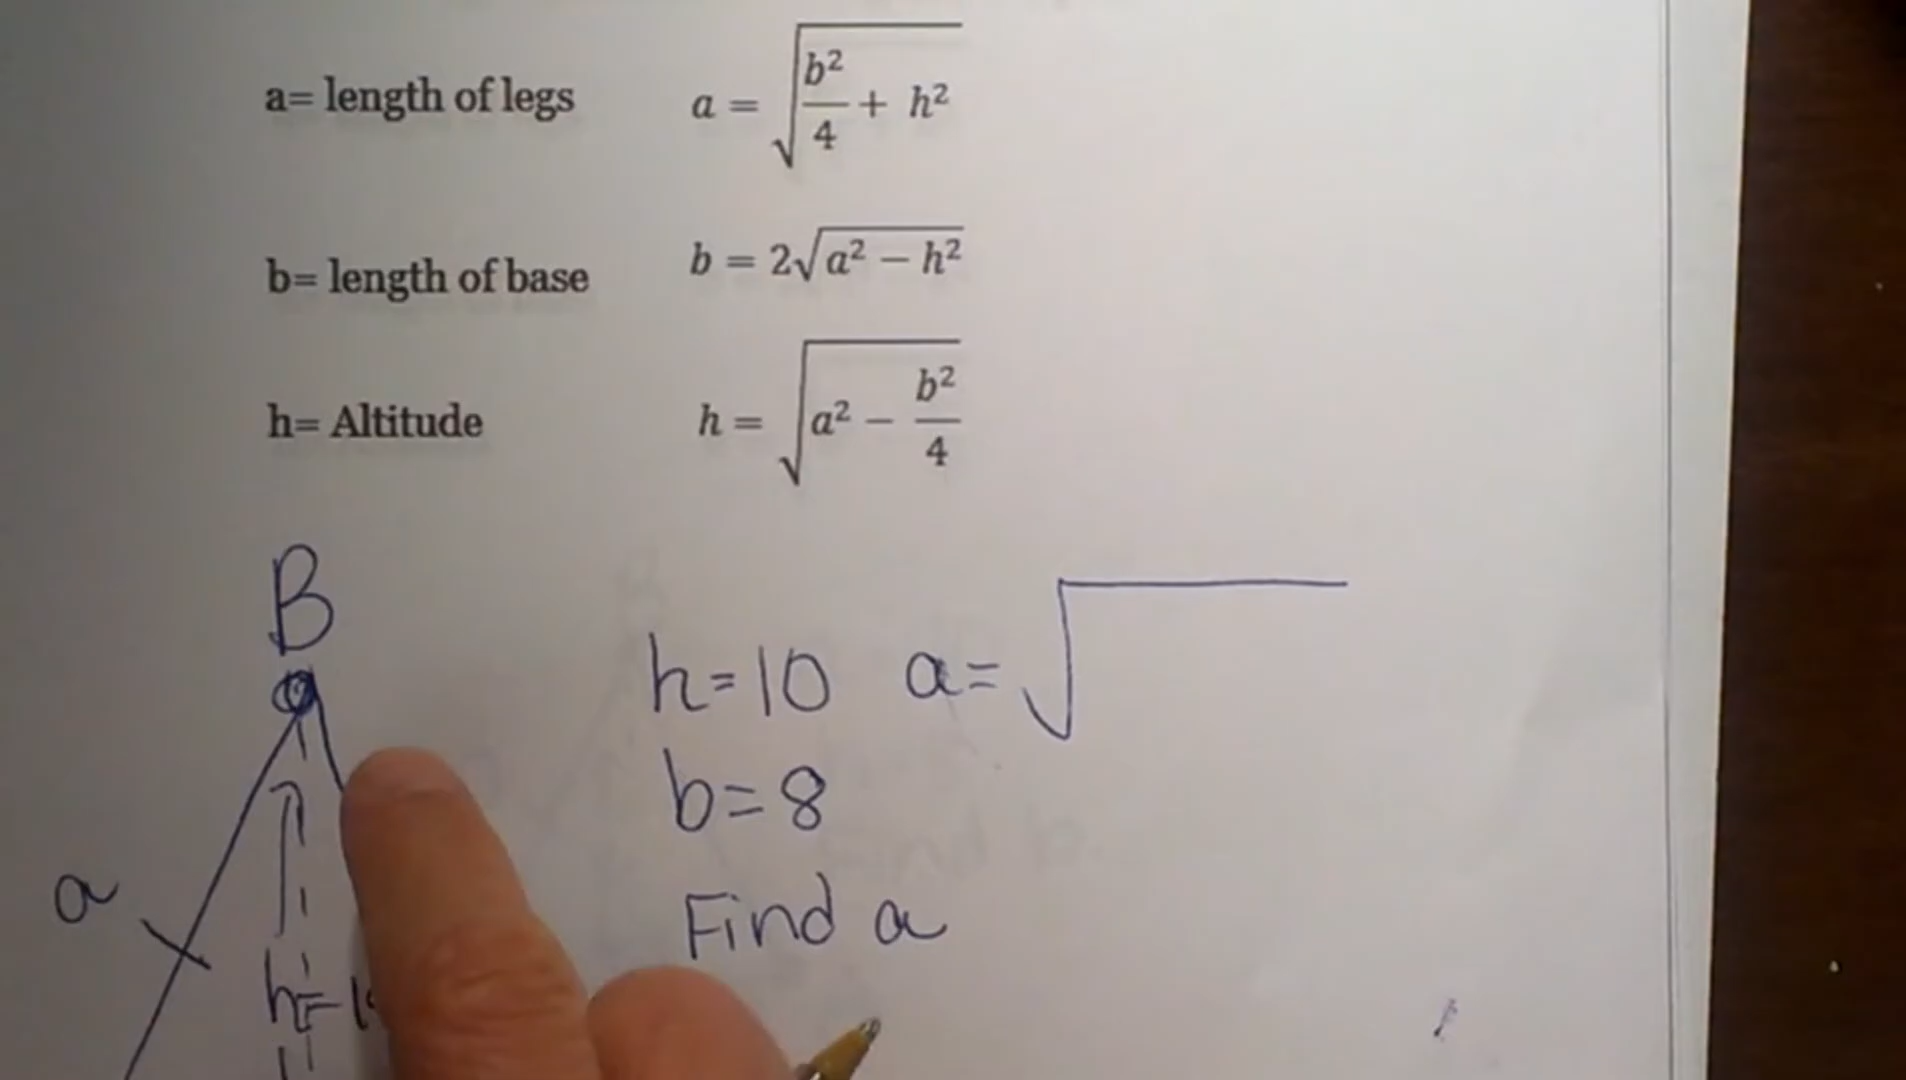 a= length of legs a = √(b²/4 + h²)
b= length of base b = 2√(a² − h²)
h= Altitude h = √(a² − b²/4)
B
h=10 a=√
b=8
a
Find a
h=1